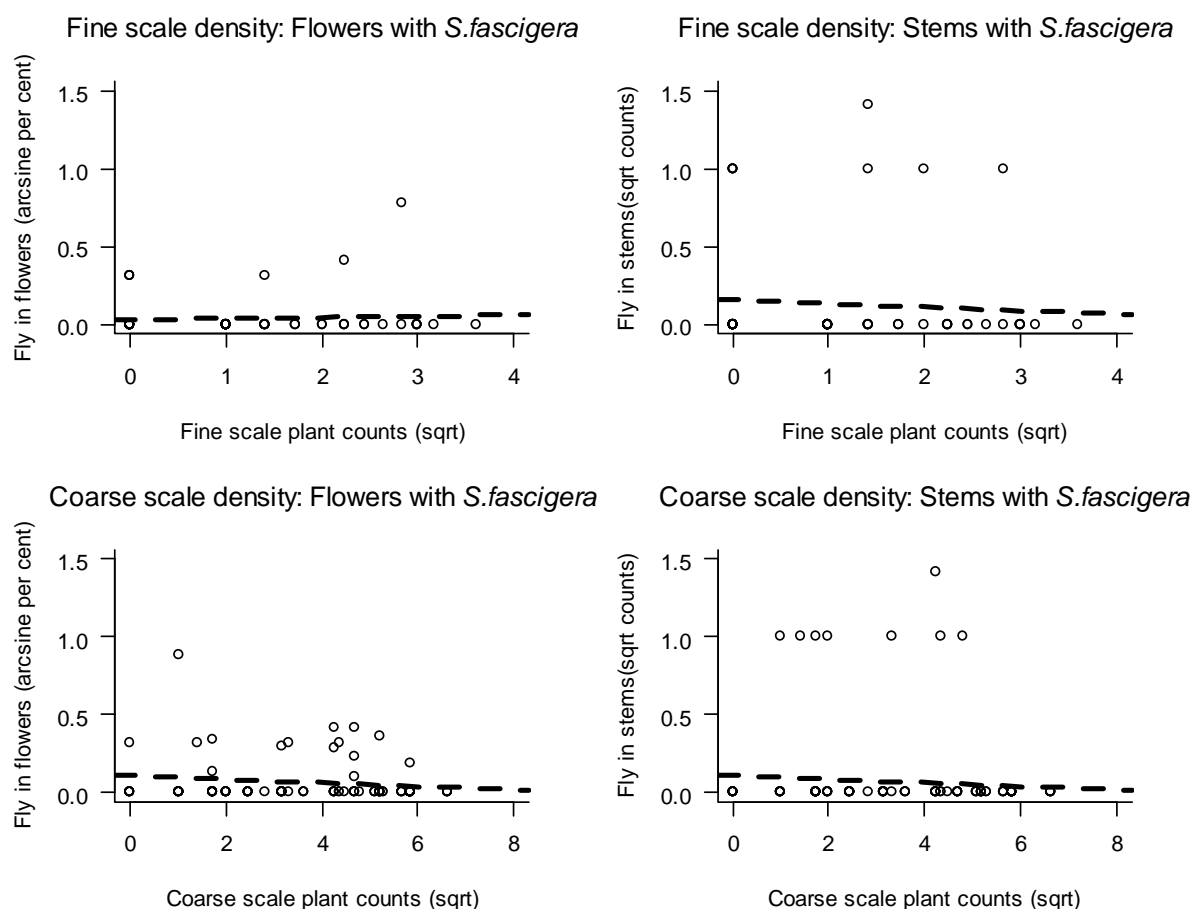 Fine scale density: Flowers with S.fascigera
Fly in flowers (arcsine per cent)
1.5
1.0
0.5
0.0
0 1 2 3 4
Fine scale plant counts (sqrt)
Fine scale density: Stems with S.fascigera
Fly in stems(sqrt counts)
1.5
1.0
0.5
0.0
0 1 2 3 4
Fine scale plant counts (sqrt)
Coarse scale density: Flowers with S.fascigera
Fly in flowers (arcsine per cent)
1.5
1.0
0.5
0.0
0 2 4 6 8
Coarse scale plant counts (sqrt)
Coarse scale density: Stems with S.fascigera
Fly in stems(sqrt counts)
1.5
1.0
0.5
0.0
0 2 4 6 8
Coarse scale plant counts (sqrt)